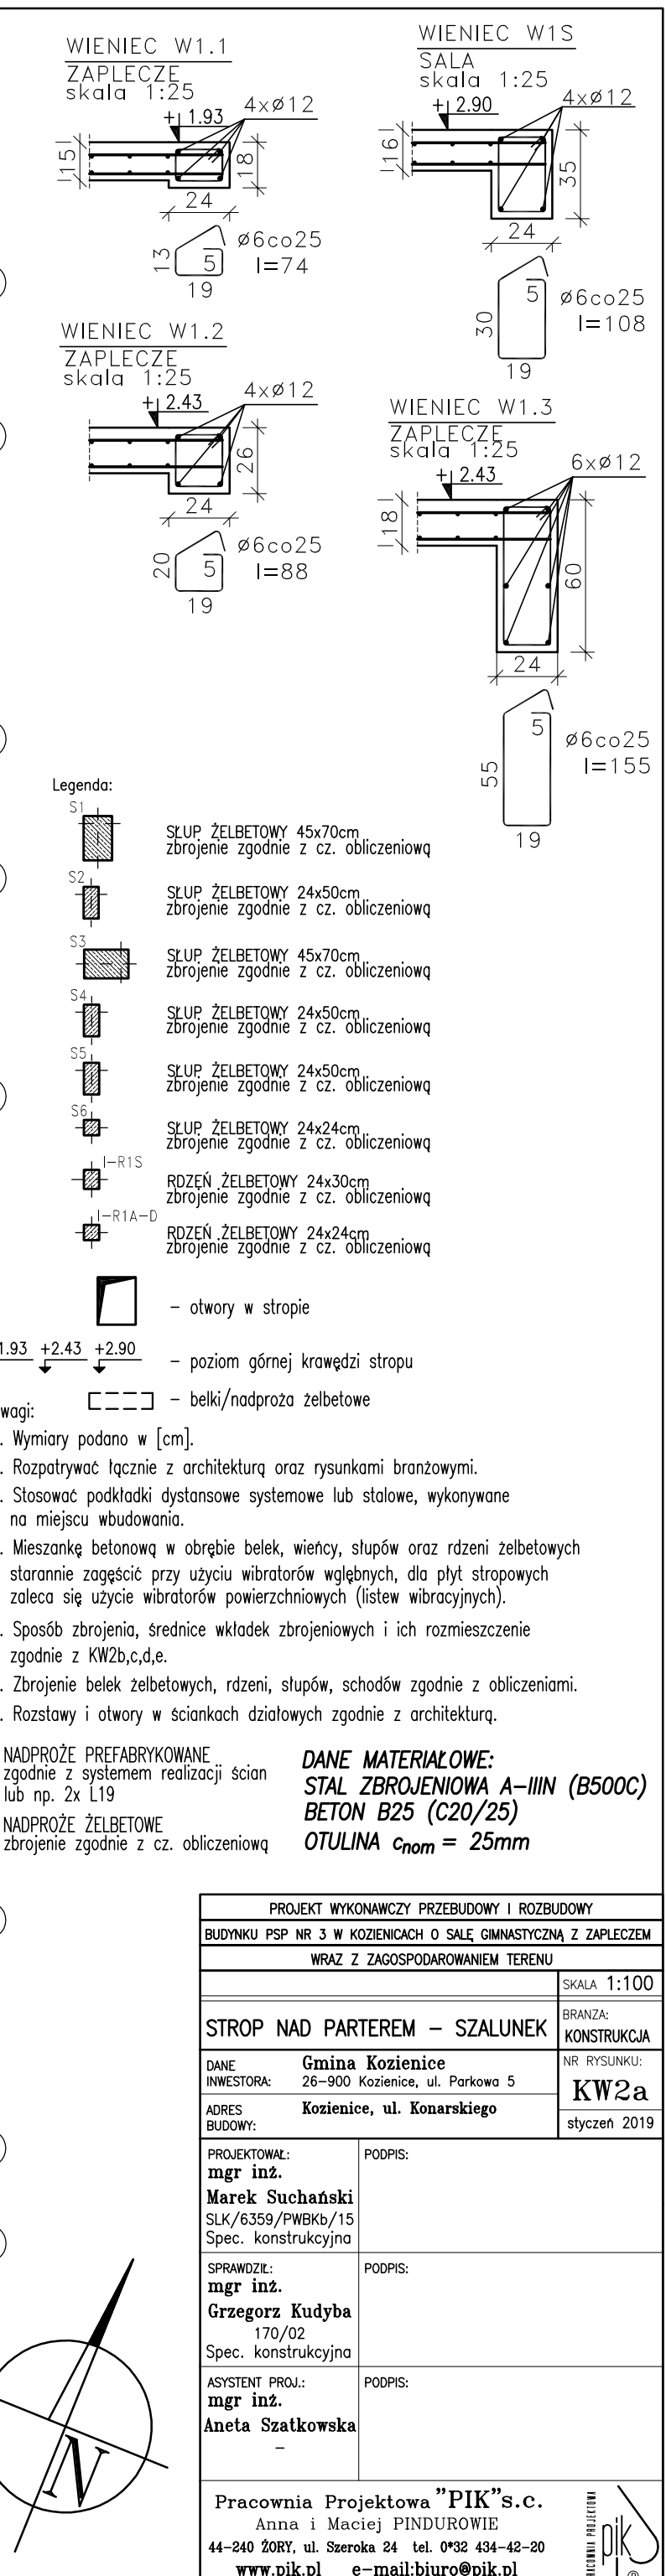 WIENIEC W1.1
ZAPLECZE
skala 1:25
+ 1.93
4xø12
15
18
24
13
5
ø6co25
l=74
19
WIENIEC W1S
SALA
skala 1:25
+ 2.90
4xø12
16
35
24
30
5
ø6co25
l=108
19
WIENIEC W1.2
ZAPLECZE
skala 1:25
+ 2.43
4xø12
26
24
20
5
ø6co25
l=88
19
WIENIEC W1.3
ZAPLECZE
skala 1:25
+ 2.43
6xø12
18
60
24
55
5
ø6co25
l=155
19
Legenda:
S1
SŁUP ŻELBETOWY 45x70cm
zbrojenie zgodnie z cz. obliczeniową
S2
SŁUP ŻELBETOWY 24x50cm
zbrojenie zgodnie z cz. obliczeniową
S3
SŁUP ŻELBETOWY 45x70cm
zbrojenie zgodnie z cz. obliczeniową
S4
SŁUP ŻELBETOWY 24x50cm
zbrojenie zgodnie z cz. obliczeniową
S5
SŁUP ŻELBETOWY 24x50cm
zbrojenie zgodnie z cz. obliczeniową
S6
SŁUP ŻELBETOWY 24x24cm
zbrojenie zgodnie z cz. obliczeniową
I-R1S
RDZEŃ ŻELBETOWY 24x30cm
zbrojenie zgodnie z cz. obliczeniową
I-R1A-D
RDZEŃ ŻELBETOWY 24x24cm
zbrojenie zgodnie z cz. obliczeniową
- otwory w stropie
1.93 +2.43 +2.90 - poziom górnej krawędzi stropu
- belki/nadproża żelbetowe
wagi:
. Wymiary podano w [cm].
. Rozpatrywać łącznie z architekturą oraz rysunkami branżowymi.
. Stosować podkładki dystansowe systemowe lub stalowe, wykonywane
na miejscu wbudowania.
. Mieszankę betonową w obrębie belek, wieńcy, słupów oraz rdzeni żelbetowych
starannie zagęścić przy użyciu wibratorów wgłębnych, dla płyt stropowych
zaleca się użycie wibratorów powierzchniowych (listew wibracyjnych).
. Sposób zbrojenia, średnice wkładek zbrojeniowych i ich rozmieszczenie
zgodnie z KW2b,c,d,e.
. Zbrojenie belek żelbetowych, rdzeni, słupów, schodów zgodnie z obliczeniami.
. Rozstawy i otwory w ściankach działowych zgodnie z architekturą.
NADPROŻE PREFABRYKOWANE
zgodnie z systemem realizacji ścian
lub np. 2x L19
NADPROŻE ŻELBETOWE
zbrojenie zgodnie z cz. obliczeniową
DANE MATERIAŁOWE:
STAL ZBROJENIOWA A-IIIN (B500C)
BETON B25 (C20/25)
OTULINA cnom = 25mm
PROJEKT WYKONAWCZY PRZEBUDOWY I ROZBUDOWY
BUDYNKU PSP NR 3 W KOZIENICACH O SALĘ GIMNASTYCZNĄ Z ZAPLECZEM
WRAZ Z ZAGOSPODAROWANIEM TERENU
SKALA 1:100
STROP NAD PARTEREM - SZALUNEK
BRANŻA:
KONSTRUKCJA
DANE
INWESTORA:
Gmina Kozienice
26-900 Kozienice, ul. Parkowa 5
NR RYSUNKU:
KW2a
ADRES
BUDOWY:
Kozienice, ul. Konarskiego
styczeń 2019
PROJEKTOWAŁ:
mgr inż.
Marek Suchański
SLK/6359/PWBKb/15
Spec. konstrukcyjna
PODPIS:
SPRAWDZIŁ:
mgr inż.
Grzegorz Kudyba
170/02
Spec. konstrukcyjna
PODPIS:
ASYSTENT PROJ.:
mgr inż.
Aneta Szatkowska
-
PODPIS:
N
Pracownia Projektowa "PIK"s.c.
Anna i Maciej PINDUROWIE
44-240 ŻORY, ul. Szeroka 24 tel. 0*32 434-42-20
www.pik.pl e-mail:biuro@pik.pl
PRACOWNIA PROJEKTOWA
pik
®